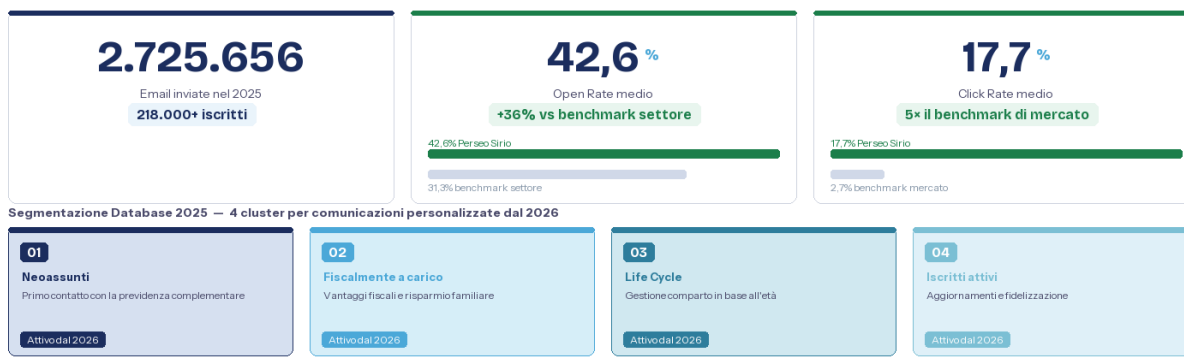 2.725.656
Email inviate nel 2025
218.000+ iscritti
42,6 %
Open Rate medio
+36% vs benchmark settore
42,6% Perseo Sirio
31,3% benchmark settore
17,7 %
Click Rate medio
5× il benchmark di mercato
17,7% Perseo Sirio
2,7% benchmark mercato
Segmentazione Database 2025 — 4 cluster per comunicazioni personalizzate dal 2026
01
Neoassunti
Primo contatto con la previdenza complementare
Attivo dal 2026
02
Fiscalmente a carico
Vantaggi fiscali e risparmio familiare
Attivo dal 2026
03
Life Cycle
Gestione comparto in base all'età
Attivo dal 2026
04
Iscritti attivi
Aggiornamenti e fidelizzazione
Attivo dal 2026